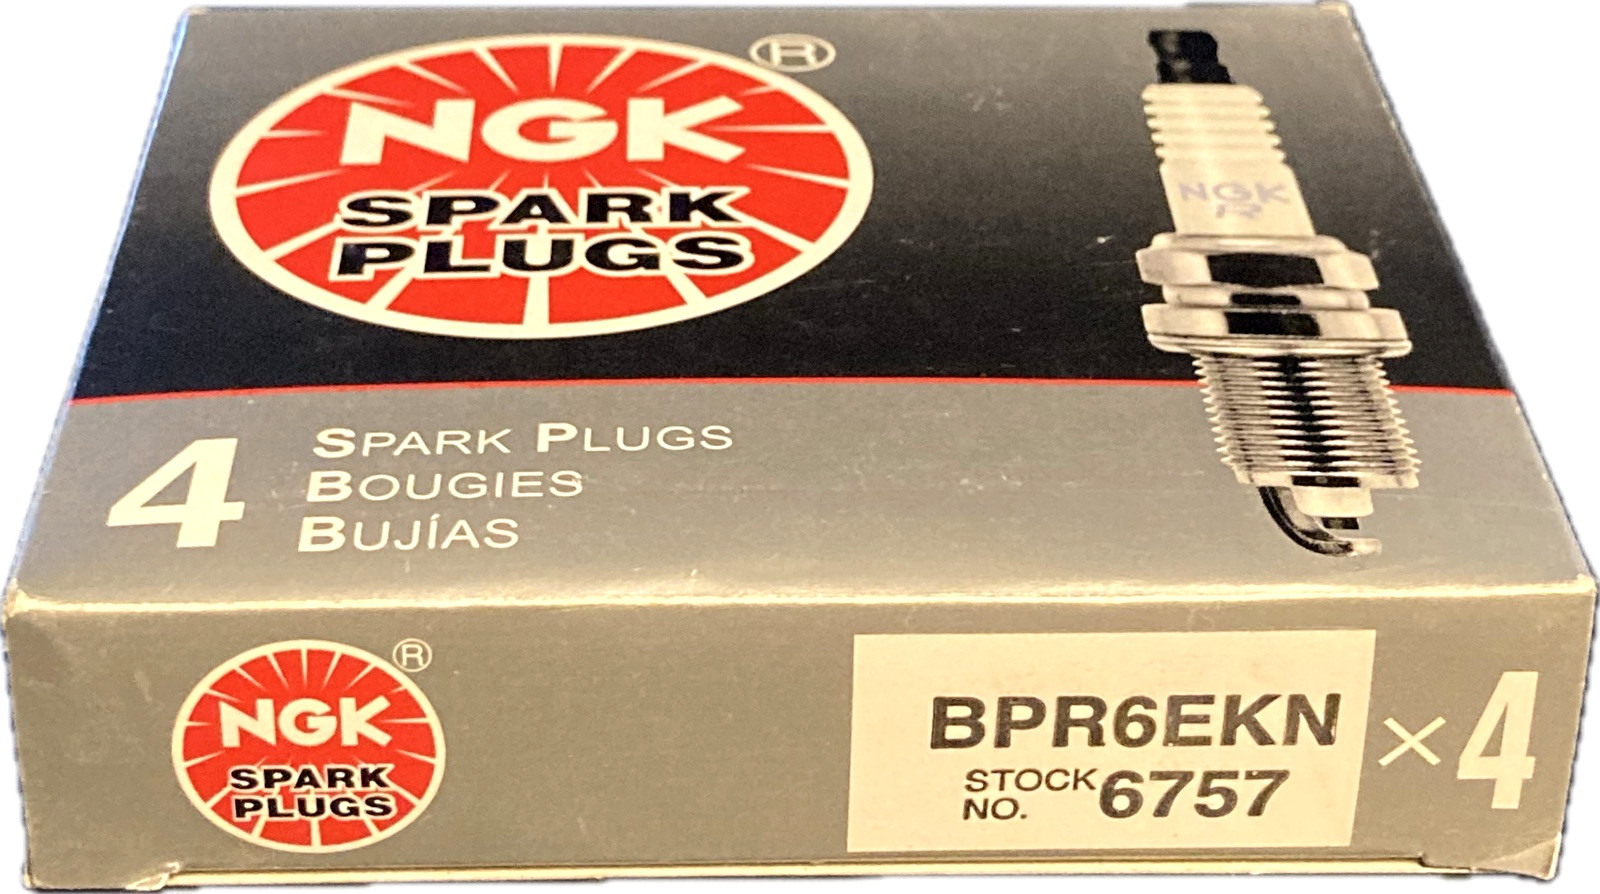 NGK ®
SPARK
PLUGS
NGK
R
4 SPARK PLUGS
BOUGIES
BUJÍAS
NGK ®
SPARK
PLUGS
BPR6EKN
STOCK NO. 6757
×4